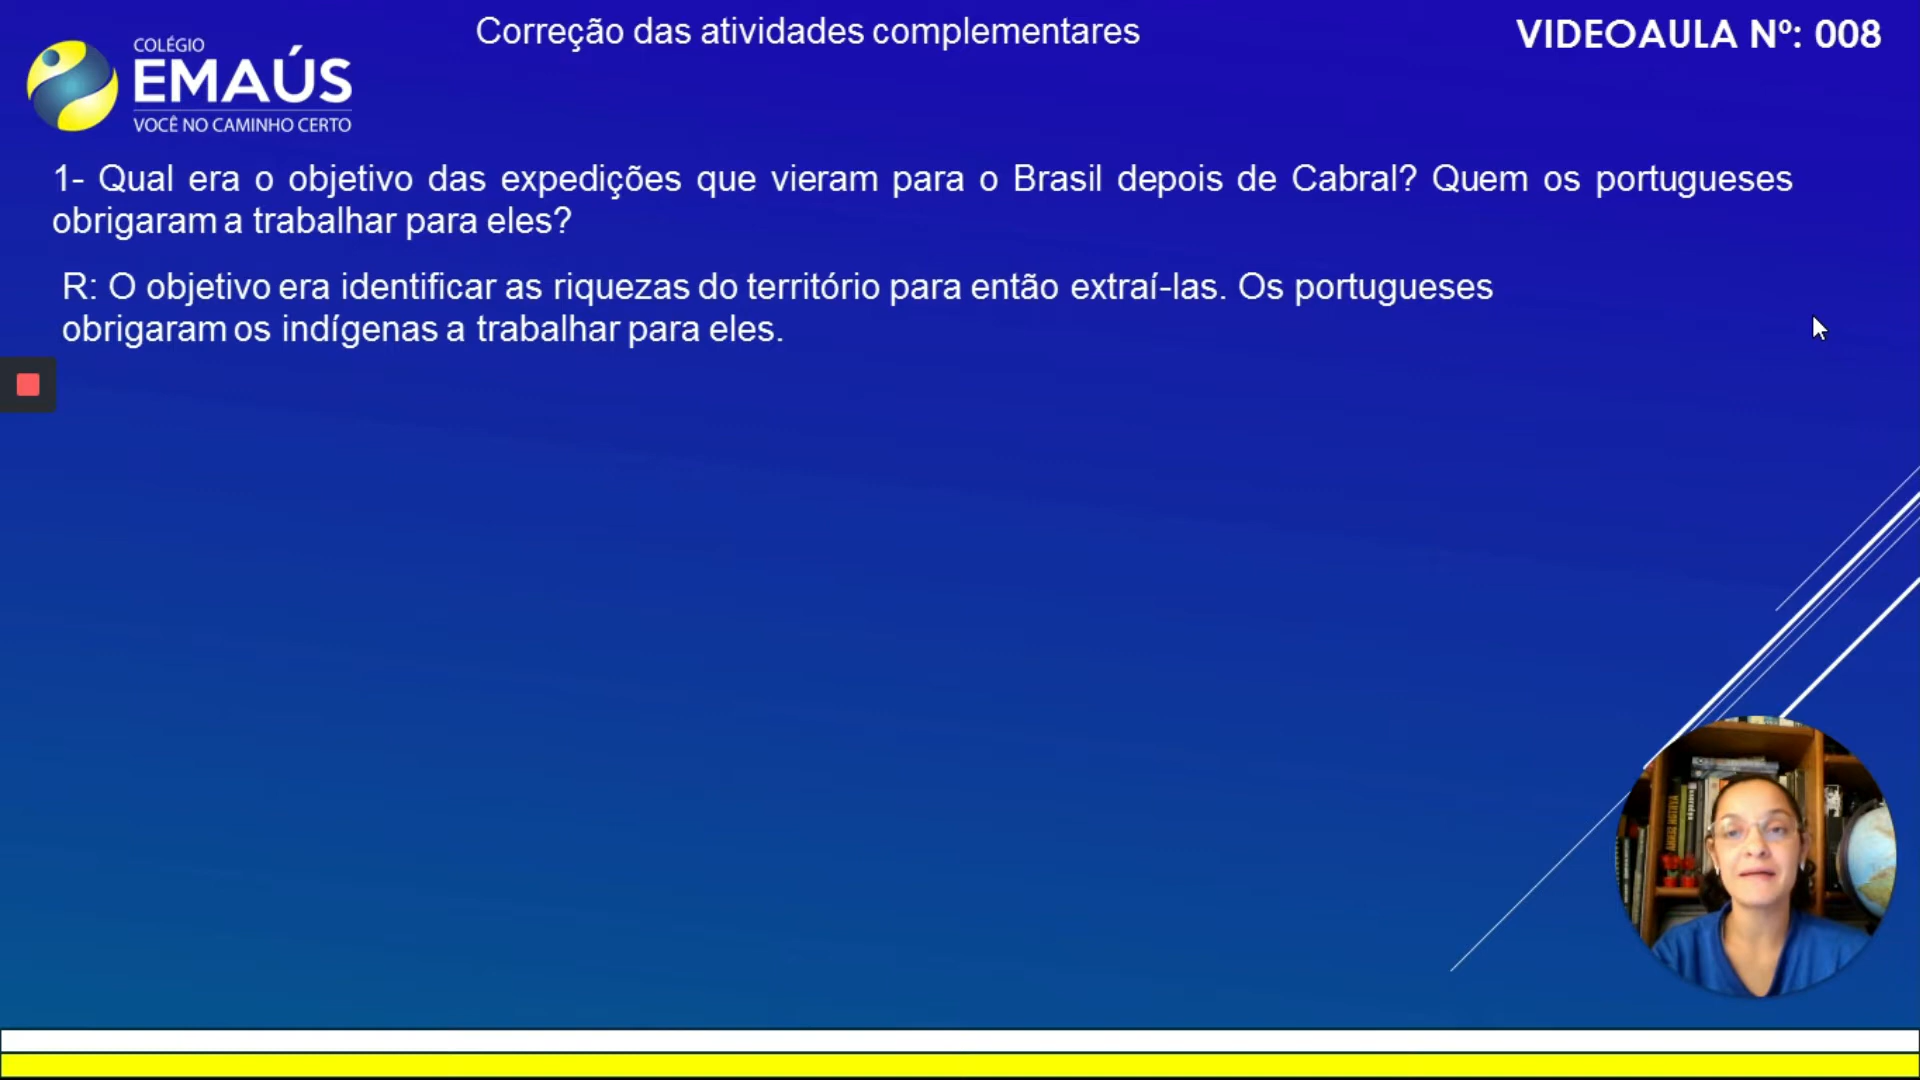 Correção das atividades complementares
VIDEOAULA Nº: 008
COLÉGIO
EMAÚS
VOCÊ NO CAMINHO CERTO
1- Qual era o objetivo das expedições que vieram para o Brasil depois de Cabral? Quem os portugueses
obrigaram a trabalhar para eles?
R: O objetivo era identificar as riquezas do território para então extraí-las. Os portugueses
obrigaram os indígenas a trabalhar para eles.